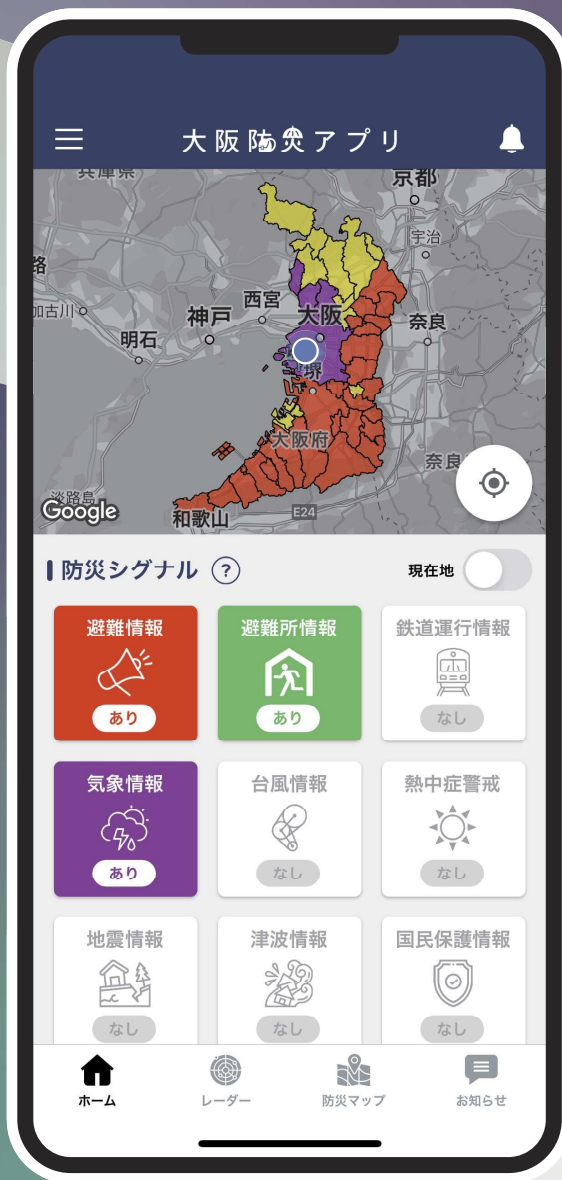 大阪防災アプリ
兵庫県
京都
宇治
路
加古川
西宮
神戸
大阪
奈良
明石
堺
大阪府
奈良
淡路島
Google
和歌山
E24
防災シグナル ?
現在地
避難情報
あり
避難所情報
あり
鉄道運行情報
なし
気象情報
あり
台風情報
なし
熱中症警戒
なし
地震情報
なし
津波情報
なし
国民保護情報
なし
ホーム
レーダー
防災マップ
お知らせ